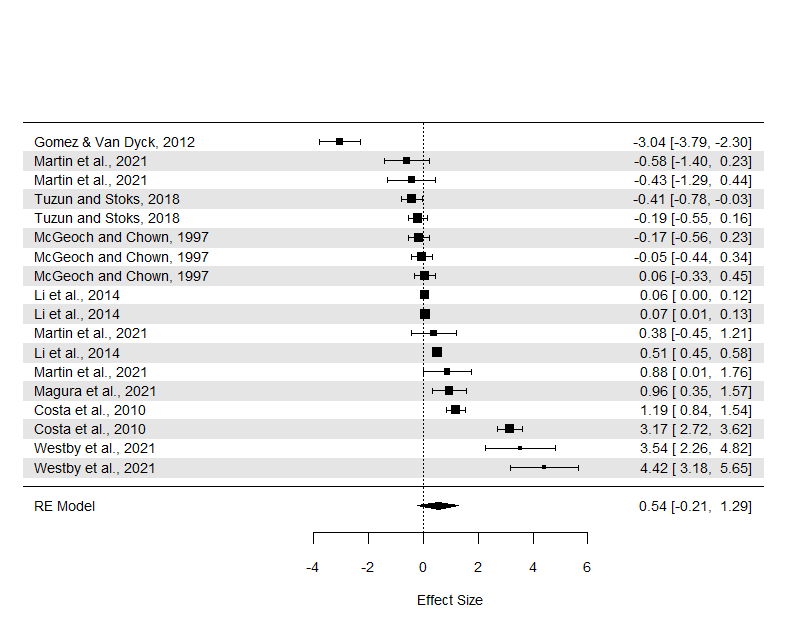 Gomez & Van Dyck, 2012 -3.04 [-3.79, -2.30]
Martin et al., 2021 -0.58 [-1.40, 0.23]
Martin et al., 2021 -0.43 [-1.29, 0.44]
Tuzun and Stoks, 2018 -0.41 [-0.78, -0.03]
Tuzun and Stoks, 2018 -0.19 [-0.55, 0.16]
McGeoch and Chown, 1997 -0.17 [-0.56, 0.23]
McGeoch and Chown, 1997 -0.05 [-0.44, 0.34]
McGeoch and Chown, 1997 0.06 [-0.33, 0.45]
Li et al., 2014 0.06 [ 0.00, 0.12]
Li et al., 2014 0.07 [ 0.01, 0.13]
Martin et al., 2021 0.38 [-0.45, 1.21]
Li et al., 2014 0.51 [ 0.45, 0.58]
Martin et al., 2021 0.88 [ 0.01, 1.76]
Magura et al., 2021 0.96 [ 0.35, 1.57]
Costa et al., 2010 1.19 [ 0.84, 1.54]
Costa et al., 2010 3.17 [ 2.72, 3.62]
Westby et al., 2021 3.54 [ 2.26, 4.82]
Westby et al., 2021 4.42 [ 3.18, 5.65]
RE Model 0.54 [-0.21, 1.29]
-4 -2 0 2 4 6
Effect Size